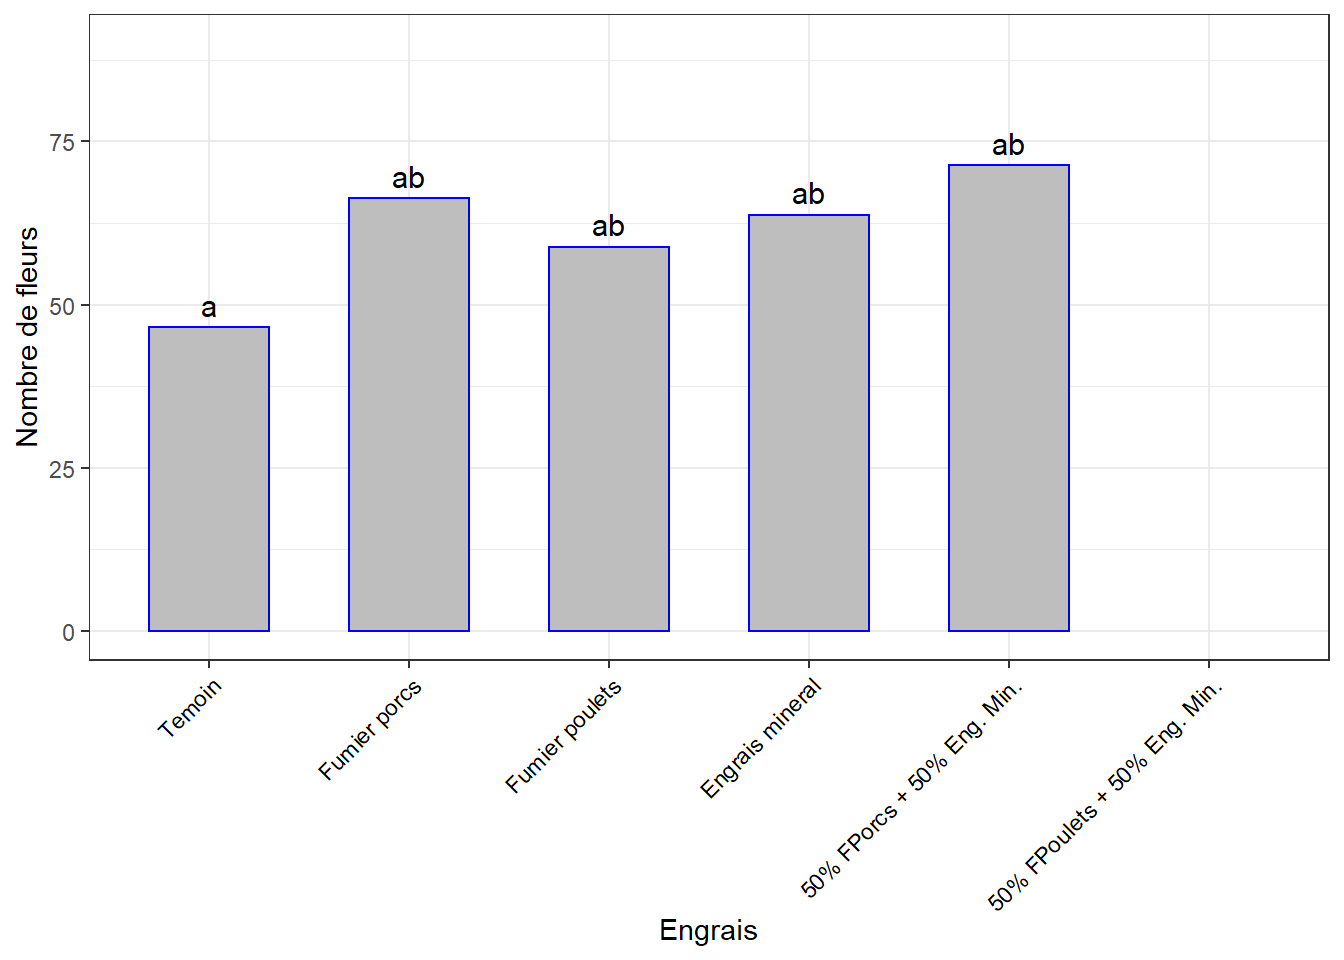 Nombre de fleurs
75
50
25
0
a
ab
ab
ab
ab
Temoin
Fumier porcs
Fumier poulets
Engrais mineral
50% FPorcs + 50% Eng. Min.
50% FPoulets + 50% Eng. Min.
Engrais